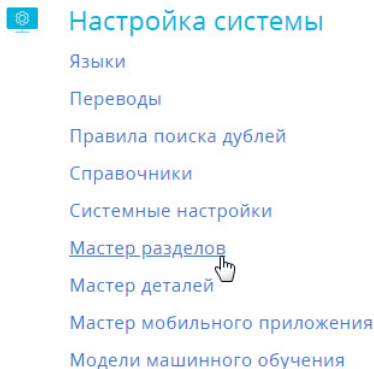 Настройка системы
Языки
Переводы
Правила поиска дублей
Справочники
Системные настройки
Мастер разделов
Мастер деталей
Мастер мобильного приложения
Модели машинного обучения